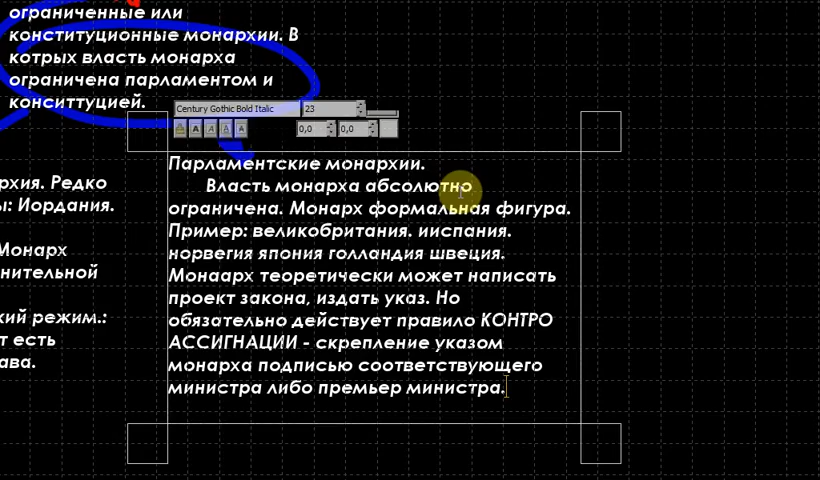 ограниченные или
конституционные монархии. В
котрых власть монарха
ограничена парламентом и
конситтуцией.
Century Gothic Bold Italic
23
A A A A A
0,0
0,0
Парламентские монархии.
Власть монарха абсолютно
ограничена. Монарх формальная фигура.
Пример: великобритания. ииспания.
норвегия япония голландия швеция.
Монаарх теоретически может написать
проект закона, издать указ. Но
обязательно действует правило КОНТРО
АССИГНАЦИИ - скрепление указом
монарха подписью соответствующего
министра либо премьер министра.
рхия. Редко
ы: Иордания.
Монарх
нительной
кий режим.:
т есть
ава.